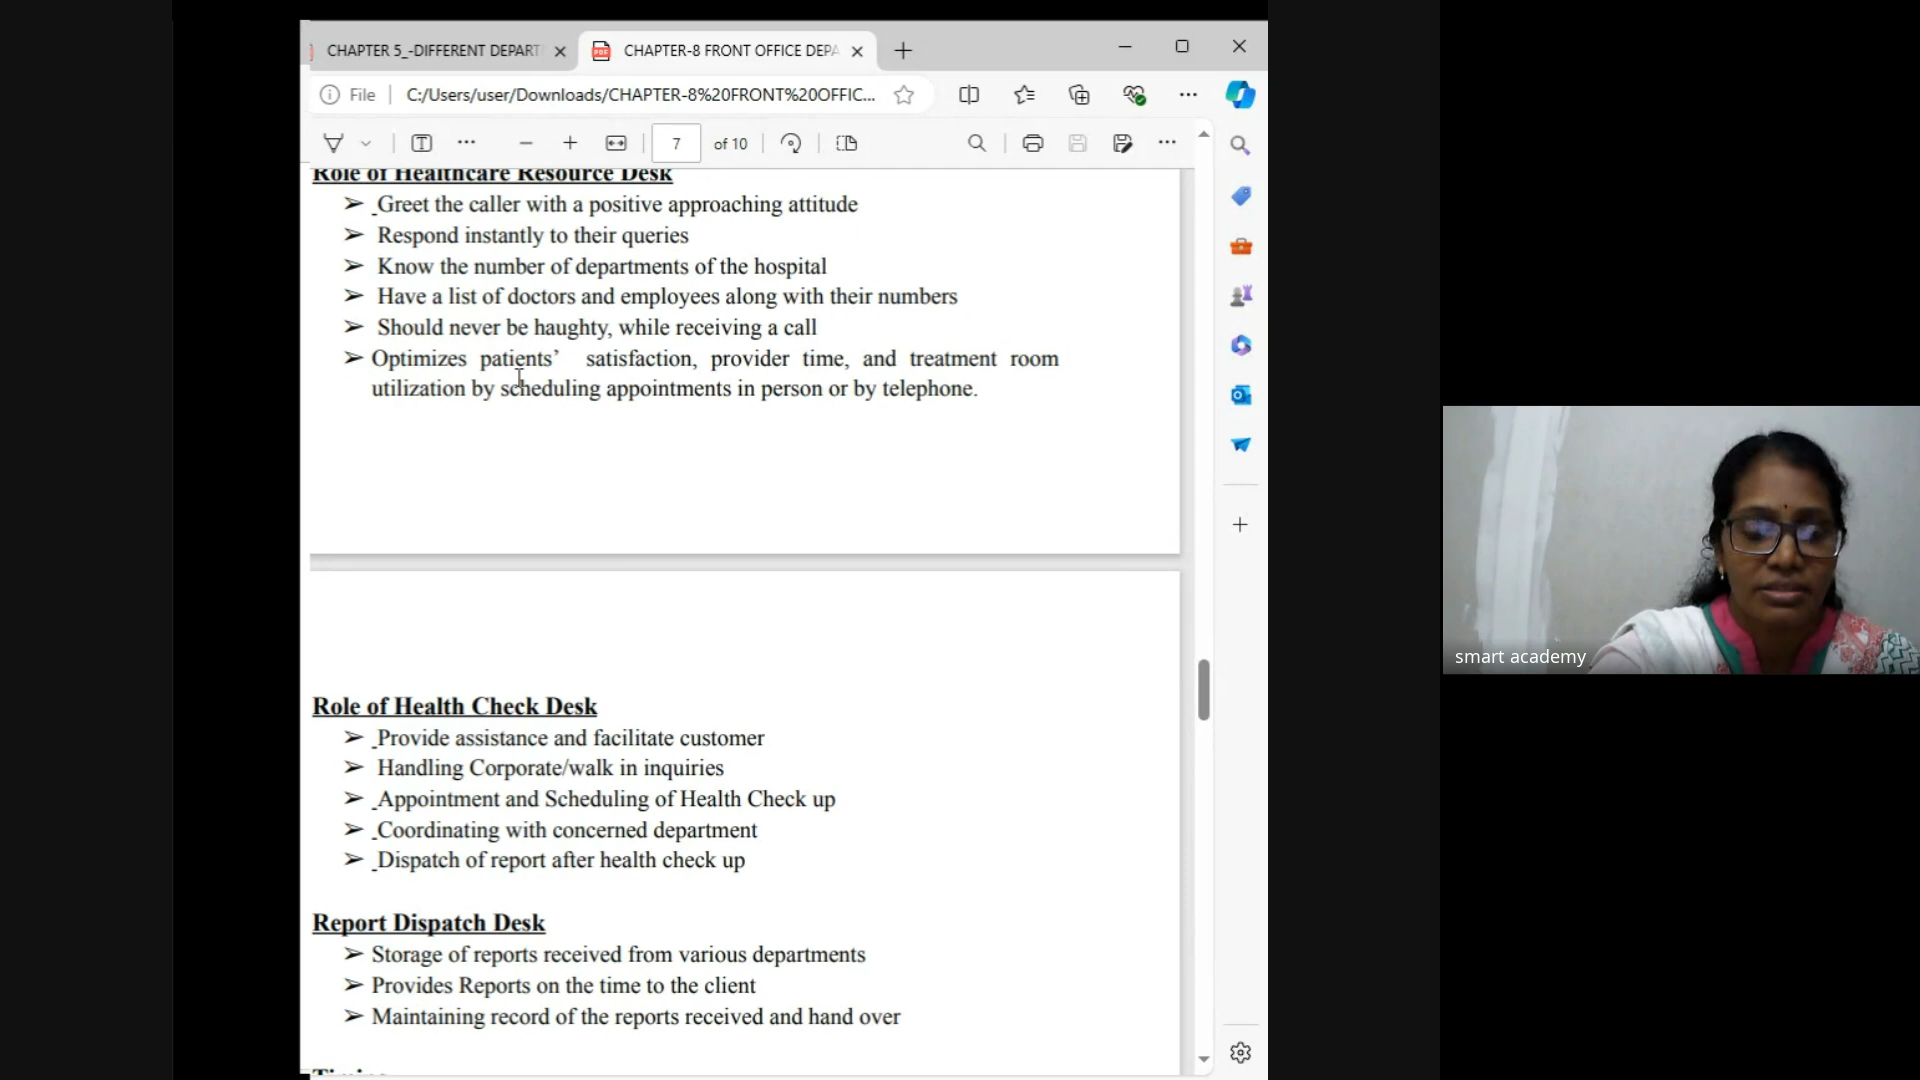 CHAPTER 5_-DIFFERENT DEPART
CHAPTER-8 FRONT OFFICE DEPA
File
C:/Users/user/Downloads/CHAPTER-8%20FRONT%20OFFIC...
7 of 10
Role of Healthcare Resource Desk
➢ Greet the caller with a positive approaching attitude
➢ Respond instantly to their queries
➢ Know the number of departments of the hospital
➢ Have a list of doctors and employees along with their numbers
➢ Should never be haughty, while receiving a call
➢ Optimizes patients’ satisfaction, provider time, and treatment room
utilization by scheduling appointments in person or by telephone.
Role of Health Check Desk
➢ Provide assistance and facilitate customer
➢ Handling Corporate/walk in inquiries
➢ Appointment and Scheduling of Health Check up
➢ Coordinating with concerned department
➢ Dispatch of report after health check up
Report Dispatch Desk
➢ Storage of reports received from various departments
➢ Provides Reports on the time to the client
➢ Maintaining record of the reports received and hand over
smart academy